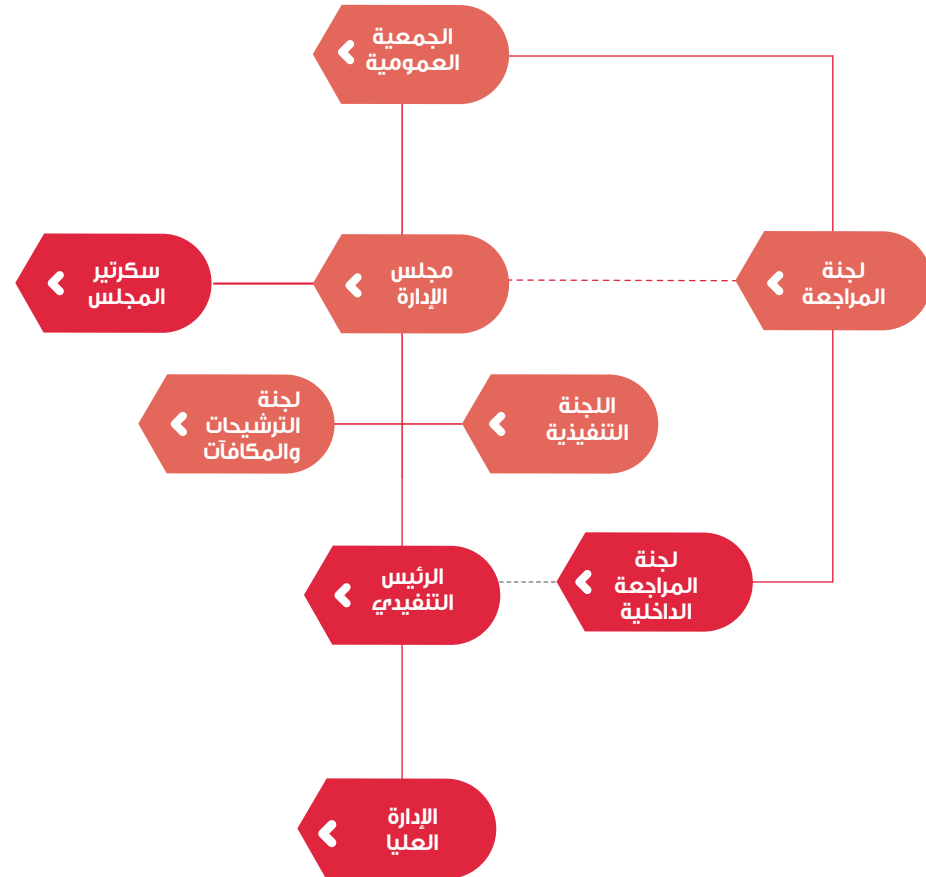 الجمعية
العمومية
لجنة
المراجعة
مجلس
الإدارة
سكرتير
المجلس
اللجنة
التنفيذية
لجنة
الترشيحات
والمكافآت
لجنة
المراجعة
الداخلية
الرئيس
التنفيدي
الإدارة
العليا